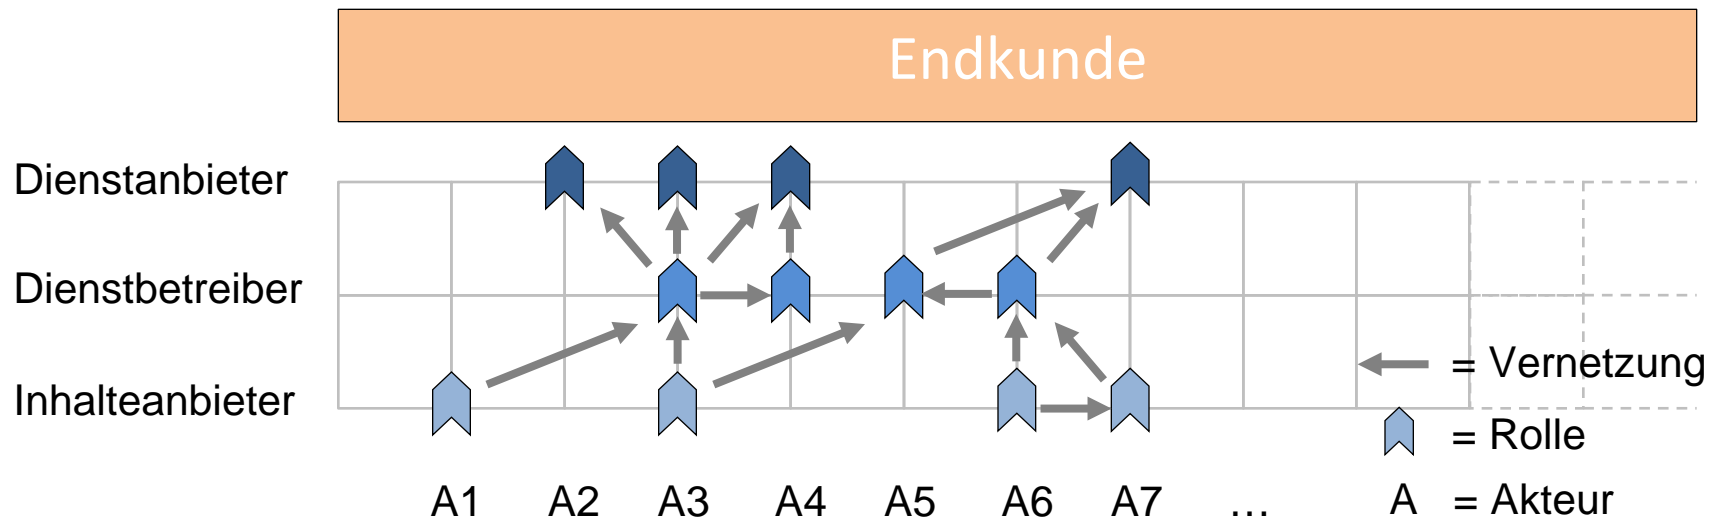 Endkunde
Dienstanbieter
Dienstbetreiber
= Vernetzung
Inhalteanbieter
= Rolle
A1 A2 A3 A4 A5 A6 A7 ... A = Akteur